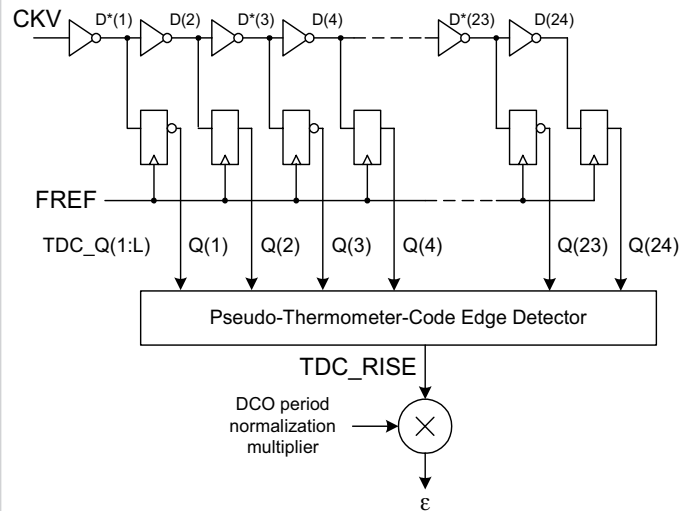 CKV
D*(1)
D(2)
D*(3)
D(4)
D*(23)
D(24)
FREF
TDC_Q(1:L)
Q(1)
Q(2)
Q(3)
Q(4)
Q(23)
Q(24)
Pseudo-Thermometer-Code Edge Detector
TDC_RISE
DCO period
normalization
multiplier
ε